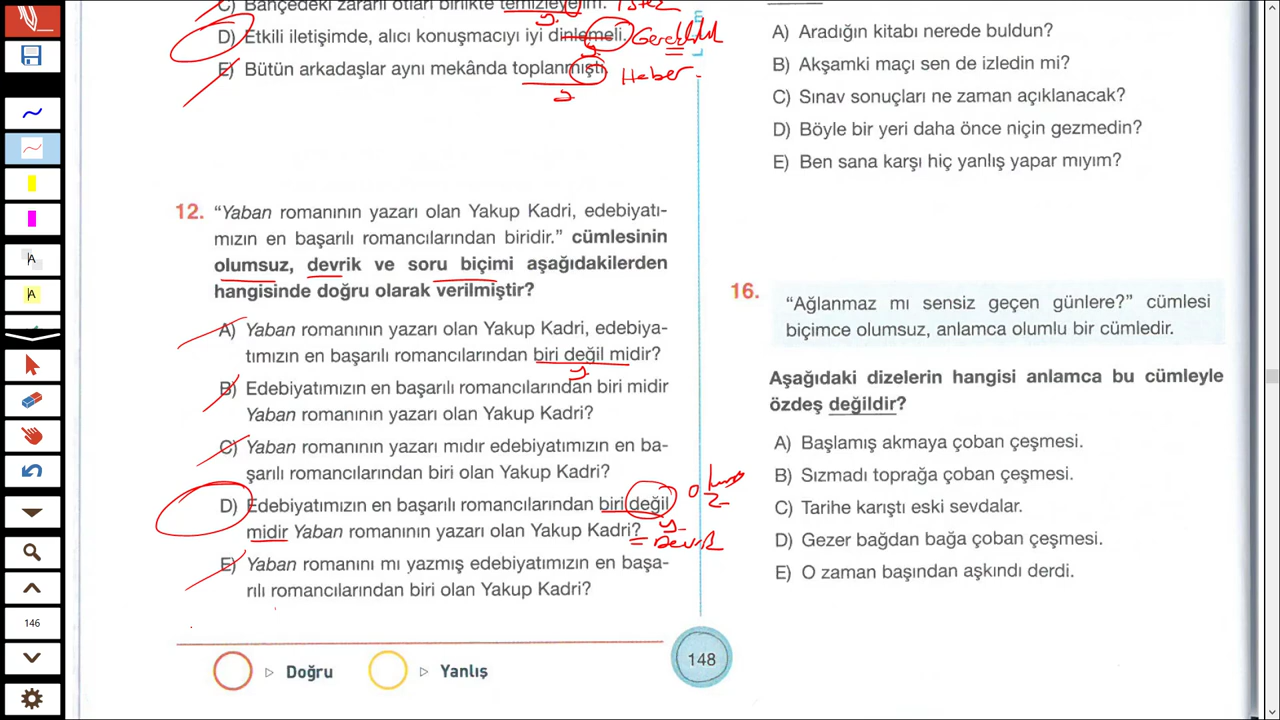 C) Bahçedeki zararlı otları birlikte temizleyelim. İstek
D) Etkili iletişimde, alıcı konuşmacıyı iyi dinlemeli. Gereklilik
y.
E) Bütün arkadaşlar aynı mekânda toplanmıştı. Haber.
y
12. "Yaban romanının yazarı olan Yakup Kadri, edebiyatı-
mızın en başarılı romancılarından biridir." cümlesinin
olumsuz, devrik ve soru biçimi aşağıdakilerden
hangisinde doğru olarak verilmiştir?
A) Yaban romanının yazarı olan Yakup Kadri, edebiya-
tımızın en başarılı romancılarından biri değil midir?
y
B) Edebiyatımızın en başarılı romancılarından biri midir
Yaban romanının yazarı olan Yakup Kadri?
C) Yaban romanının yazarı mıdır edebiyatımızın en ba-
şarılı romancılarından biri olan Yakup Kadri?
D) Edebiyatımızın en başarılı romancılarından biri değil
midir Yaban romanının yazarı olan Yakup Kadri?
y
Devrik
E) Yaban romanını mı yazmış edebiyatımızın en başa-
rılı romancılarından biri olan Yakup Kadri?
Doğru
Yanlış
148
A) Aradığın kitabı nerede buldun?
B) Akşamki maçı sen de izledin mi?
C) Sınav sonuçları ne zaman açıklanacak?
D) Böyle bir yeri daha önce niçin gezmedin?
E) Ben sana karşı hiç yanlış yapar mıyım?
16. "Ağlanmaz mı sensiz geçen günlere?" cümlesi
biçimce olumsuz, anlamca olumlu bir cümledir.
Aşağıdaki dizelerin hangisi anlamca bu cümleyle
özdeş değildir?
A) Başlamış akmaya çoban çeşmesi.
B) Sızmadı toprağa çoban çeşmesi.
C) Tarihe karıştı eski sevdalar.
D) Gezer bağdan bağa çoban çeşmesi.
E) O zaman başından aşkındı derdi.
A
A
146